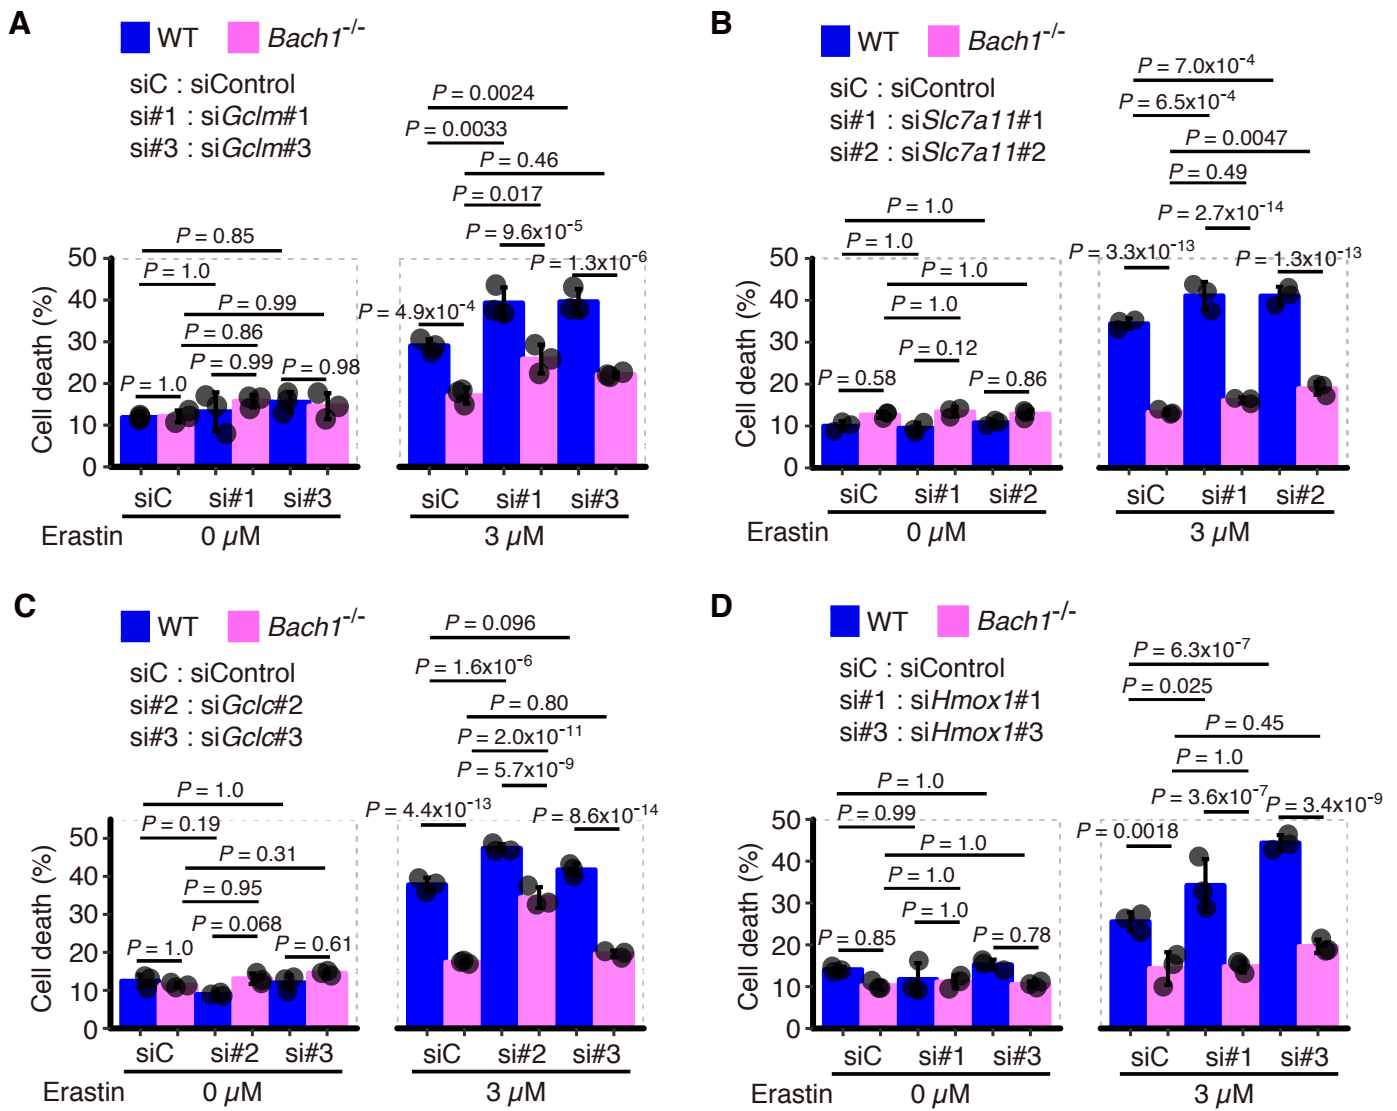 A
WT Bach1-/-
siC : siControl
si#1 : siGclm#1
si#3 : siGclm#3
P = 0.0024
P = 0.0033
P = 0.46
P = 0.017
P = 9.6x10-5
P = 1.3x10-6
P = 4.9x10-4
P = 0.85
P = 1.0
P = 0.99
P = 0.86
P = 0.99
P = 0.98
P = 1.0
Cell death (%)
50
40
30
20
10
0
siC si#1 si#3 siC si#1 si#3
Erastin 0 µM 3 µM
B
WT Bach1-/-
siC : siControl
si#1 : siSlc7a11#1
si#2 : siSlc7a11#2
P = 7.0x10-4
P = 6.5x10-4
P = 0.0047
P = 0.49
P = 2.7x10-14
P = 3.3x10-13
P = 1.3x10-13
P = 1.0
P = 1.0
P = 1.0
P = 1.0
P = 0.12
P = 0.58
P = 0.86
Cell death (%)
50
40
30
20
10
0
siC si#1 si#2 siC si#1 si#2
Erastin 0 µM 3 µM
C
WT Bach1-/-
siC : siControl
si#2 : siGclc#2
si#3 : siGclc#3
P = 0.096
P = 1.6x10-6
P = 0.80
P = 2.0x10-11
P = 5.7x10-9
P = 4.4x10-13
P = 8.6x10-14
P = 1.0
P = 0.19
P = 0.31
P = 0.95
P = 0.068
P = 1.0
P = 0.61
Cell death (%)
50
40
30
20
10
0
siC si#2 si#3 siC si#2 si#3
Erastin 0 µM 3 µM
D
WT Bach1-/-
siC : siControl
si#1 : siHmox1#1
si#3 : siHmox1#3
P = 6.3x10-7
P = 0.025
P = 0.45
P = 1.0
P = 3.6x10-7
P = 3.4x10-9
P = 0.0018
P = 1.0
P = 0.99
P = 1.0
P = 1.0
P = 1.0
P = 0.85
P = 0.78
Cell death (%)
50
40
30
20
10
0
siC si#1 si#3 siC si#1 si#3
Erastin 0 µM 3 µM